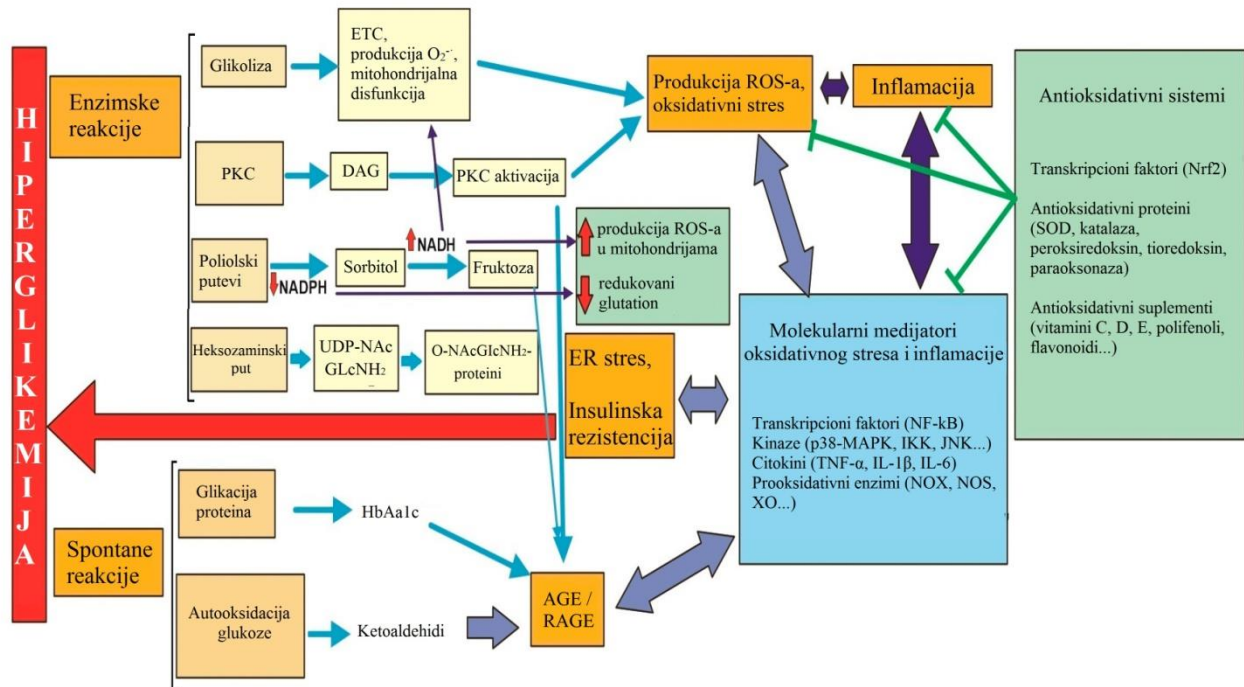 HIPERGLIKEMIJA
Enzimske
reakcije
Glikoliza
ETC,
produkcija O₂⁻·,
mitohondrijalna
disfunkcija
PKC
DAG
PKC aktivacija
Poliolski
putevi
NADPH
Sorbitol
NADH
Fruktoza
Heksozaminski
put
UDP-NAc
GLcNH₂
O-NAcGlcNH₂-
proteini
produkcija ROS-a
u mitohondrijama
redukovani
glutation
Produkcija ROS-a,
oksidativni stres
Inflamacija
ER stres,
Insulinska
rezistencija
Molekularni medijatori
oksidativnog stresa i inflamacije
Transkripcioni faktori (NF-kB)
Kinaze (p38-MAPK, IKK, JNK...)
Citokini (TNF-α, IL-1β, IL-6)
Prooksidativni enzimi (NOX, NOS,
XO...)
Antioksidativni sistemi
Transkripcioni faktori (Nrf2)
Antioksidativni proteini
(SOD, katalaza,
peroksiredoksin, tioredoksin,
paraoksonaza)
Antioksidativni suplementi
(vitamini C, D, E, polifenoli,
flavonoidi...)
Spontane
reakcije
Glikacija
proteina
HbAa1c
Autooksidacija
glukoze
Ketoaldehidi
AGE /
RAGE